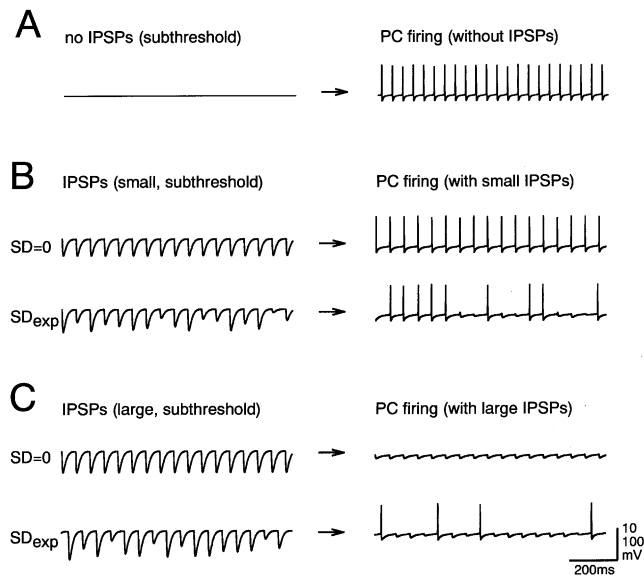 A
no IPSPs (subthreshold)
PC firing (without IPSPs)
B
IPSPs (small, subthreshold)
PC firing (with small IPSPs)
SD=0
SDexp
C
IPSPs (large, subthreshold)
PC firing (with large IPSPs)
SD=0
SDexp
10
100
mV
200ms